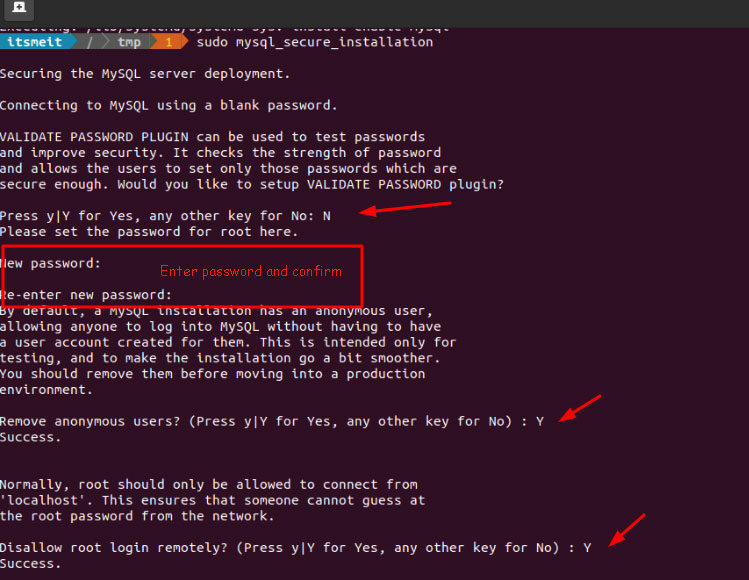 itsmeit / tmp 1 sudo mysql_secure_installation
Securing the MySQL server deployment.
Connecting to MySQL using a blank password.
VALIDATE PASSWORD PLUGIN can be used to test passwords
and improve security. It checks the strength of password
and allows the users to set only those passwords which are
secure enough. Would you like to setup VALIDATE PASSWORD plugin?
Press y|Y for Yes, any other key for No: N
Please set the password for root here.
New password:
Enter password and confirm
Re-enter new password:
By default, a MySQL installation has an anonymous user,
allowing anyone to log into MySQL without having to have
a user account created for them. This is intended only for
testing, and to make the installation go a bit smoother.
You should remove them before moving into a production
environment.
Remove anonymous users? (Press y|Y for Yes, any other key for No) : Y
Success.
Normally, root should only be allowed to connect from
'localhost'. This ensures that someone cannot guess at
the root password from the network.
Disallow root login remotely? (Press y|Y for Yes, any other key for No) : Y
Success.